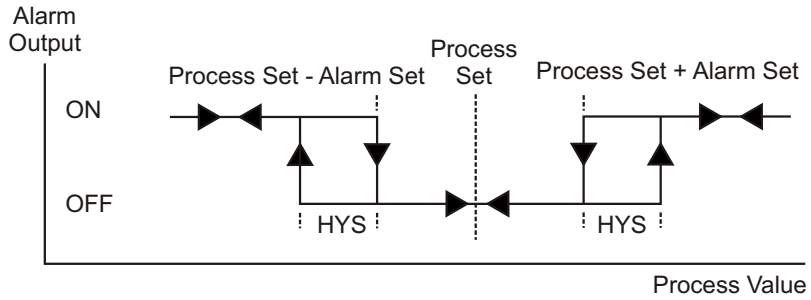 Alarm
Output
Process
Set
Process Set - Alarm Set
Process Set + Alarm Set
ON
OFF
HYS
HYS
Process Value